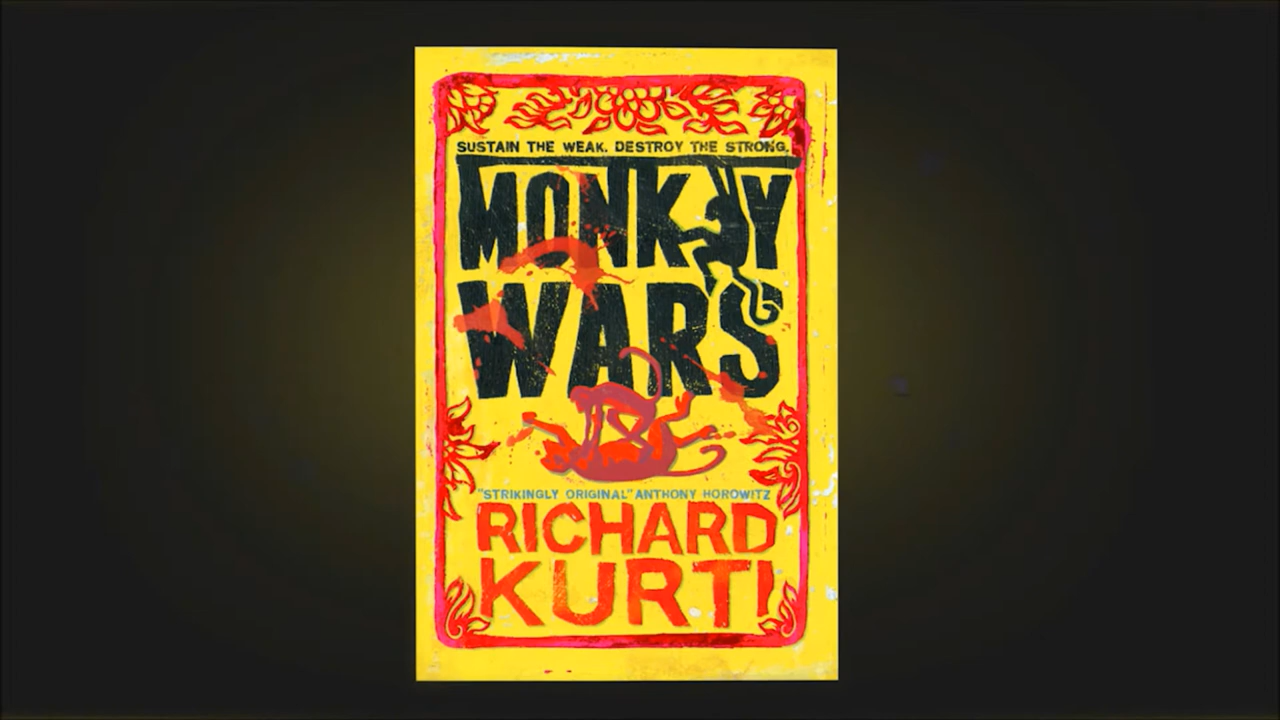 SUSTAIN THE WEAK. DESTROY THE STRONG.
MONKEY
WARS
"STRIKINGLY ORIGINAL" ANTHONY HOROWITZ
RICHARD
KURTI